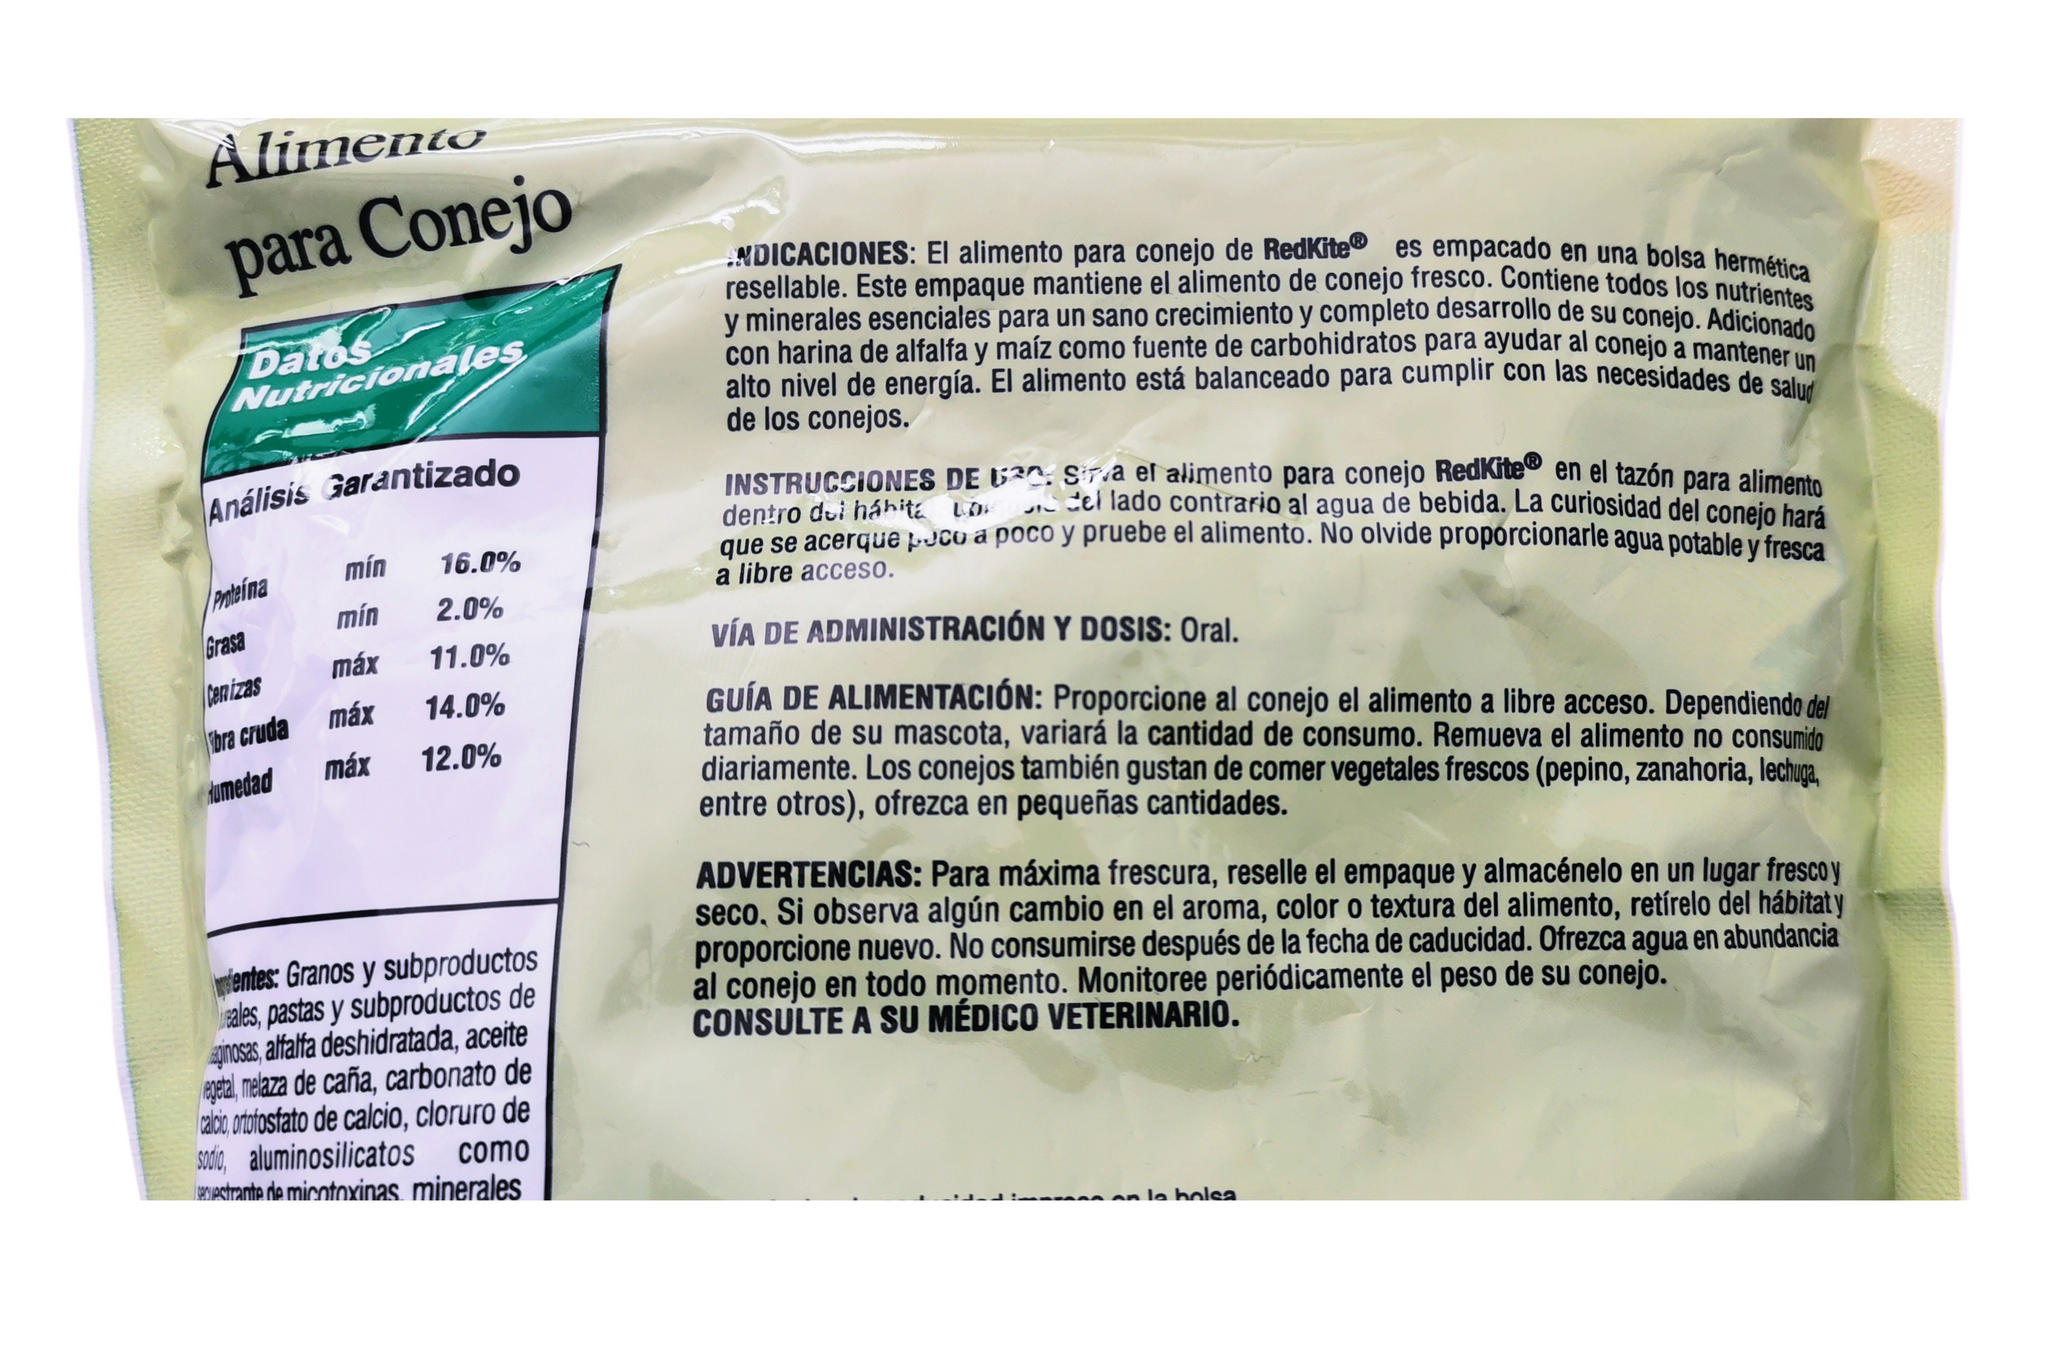 Alimento
para Conejo
Datos
Nutricionales
Análisis Garantizado
Proteína mín 16.0%
Grasa mín 2.0%
Cenizas máx 11.0%
Fibra cruda máx 14.0%
Humedad máx 12.0%
Ingredientes: Granos y subproductos
pastas y subproductos de
alfalfa deshidratada, aceite
vegetal, melaza de caña, carbonato de
calcio, ortofosfato de calcio, cloruro de
sodio, aluminosilicatos como
secuestrante de micotoxinas, minerales
INDICACIONES: El alimento para conejo de RedKite® es empacado en una bolsa hermética
resellable. Este empaque mantiene el alimento de conejo fresco. Contiene todos los nutrientes
y minerales esenciales para un sano crecimiento y completo desarrollo de su conejo. Adicionado
con harina de alfalfa y maíz como fuente de carbohidratos para ayudar al conejo a mantener un
alto nivel de energía. El alimento está balanceado para cumplir con las necesidades de salud
de los conejos.
INSTRUCCIONES DE USO: Sirva el alimento para conejo RedKite® en el tazón para alimento
dentro del del lado contrario al agua de bebida. La curiosidad del conejo hará
que se acerque poco a poco y pruebe el alimento. No olvide proporcionarle agua potable y fresca
a libre acceso.
VÍA DE ADMINISTRACIÓN Y DOSIS: Oral.
GUÍA DE ALIMENTACIÓN: Proporcione al conejo el alimento a libre acceso. Dependiendo del
tamaño de su mascota, variará la cantidad de consumo. Remueva el alimento no consumido
diariamente. Los conejos también gustan de comer vegetales frescos (pepino, zanahoria, lechuga,
entre otros), ofrezca en pequeñas cantidades.
ADVERTENCIAS: Para máxima frescura, reselle el empaque y almacénelo en un lugar fresco y
seco. Si observa algún cambio en el aroma, color o textura del alimento, retírelo del hábitat y
proporcione nuevo. No consumirse después de la fecha de caducidad. Ofrezca agua en abundancia
al conejo en todo momento. Monitoree periódicamente el peso de su conejo.
CONSULTE A SU MÉDICO VETERINARIO.
en la bolsa